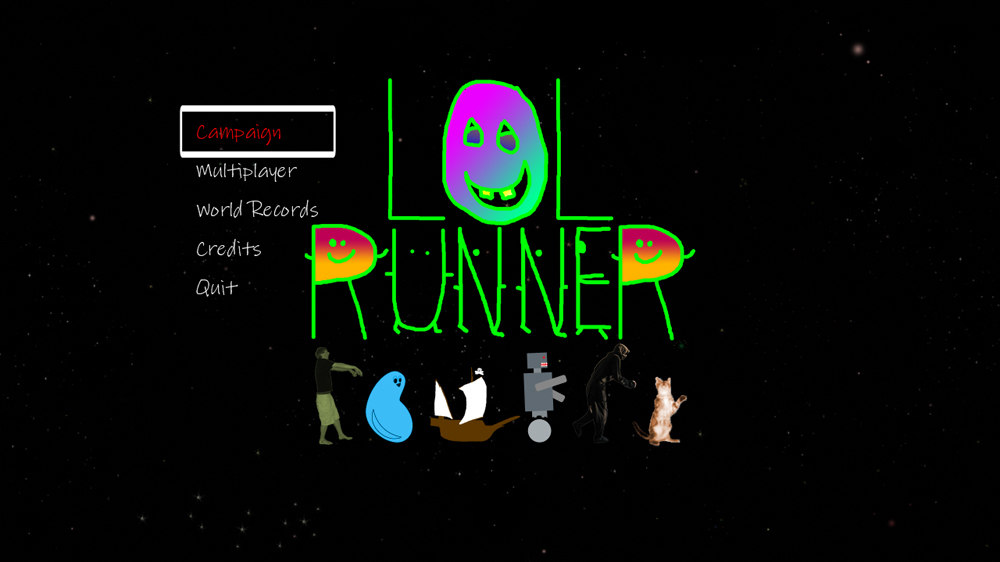 Campaign
Multiplayer
World Records
Credits
Quit
LOL
RUNNER